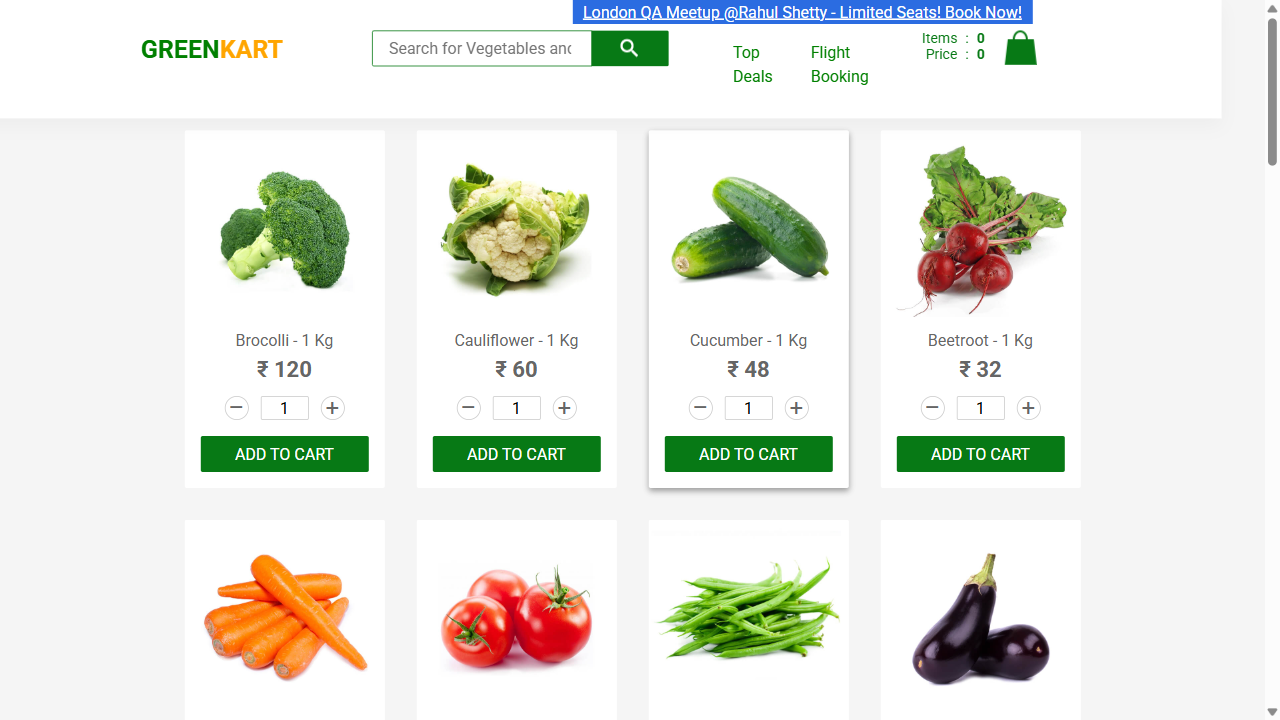 London QA Meetup @Rahul Shetty - Limited Seats! Book Now!
GREENKART
Search for Vegetables and
Top
Deals
Flight
Booking
Items : 0
Price : 0
Brocolli - 1 Kg
₹ 120
− 1 +
ADD TO CART
Cauliflower - 1 Kg
₹ 60
− 1 +
ADD TO CART
Cucumber - 1 Kg
₹ 48
− 1 +
ADD TO CART
Beetroot - 1 Kg
₹ 32
− 1 +
ADD TO CART